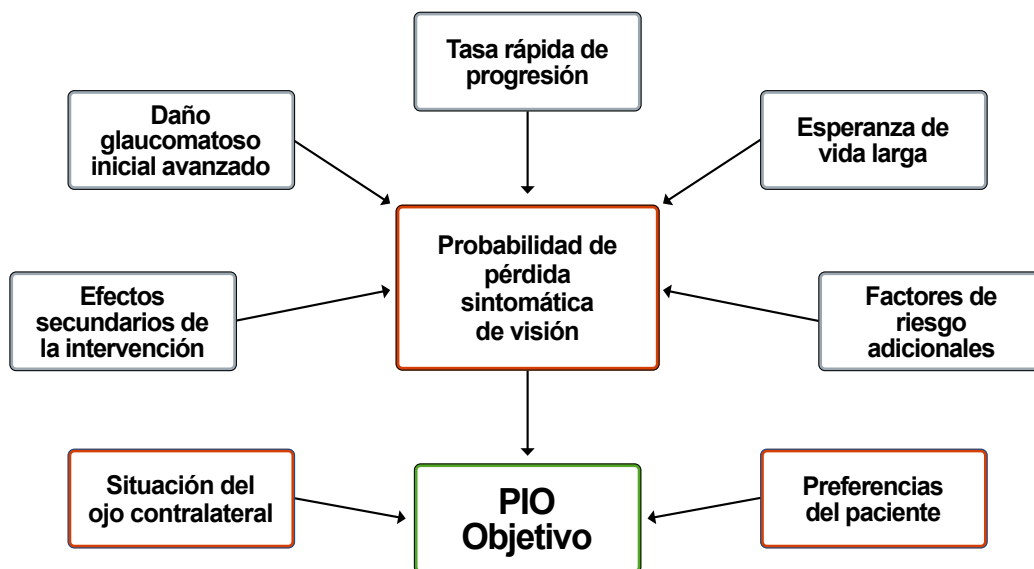 Tasa rápida de
progresión
Daño
glaucomatoso
inicial avanzado
Esperanza de
vida larga
Probabilidad de
pérdida
sintomática
de visión
Efectos
secundarios de
la intervención
Factores de
riesgo
adicionales
Situación del
ojo contralateral
PIO
Objetivo
Preferencias
del paciente